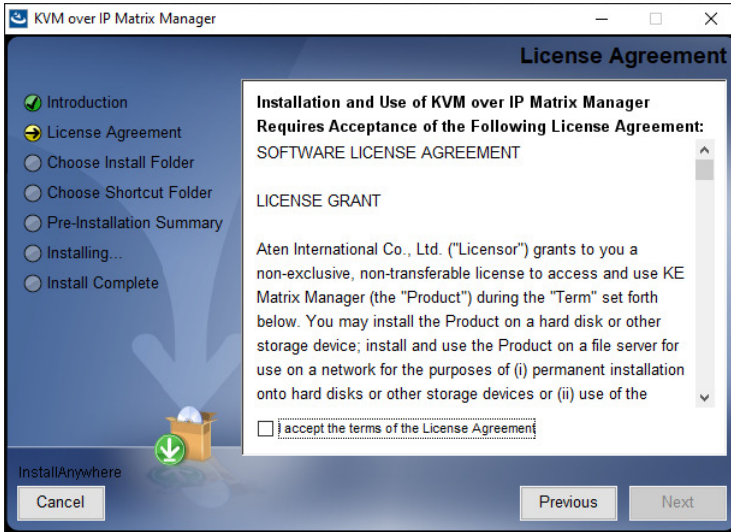 KVM over IP Matrix Manager
License Agreement
Introduction
License Agreement
Choose Install Folder
Choose Shortcut Folder
Pre-Installation Summary
Installing...
Install Complete
Installation and Use of KVM over IP Matrix Manager
Requires Acceptance of the Following License Agreement:
SOFTWARE LICENSE AGREEMENT
LICENSE GRANT
Aten International Co., Ltd. ("Licensor") grants to you a
non-exclusive, non-transferable license to access and use KE
Matrix Manager (the "Product") during the "Term" set forth
below. You may install the Product on a hard disk or other
storage device; install and use the Product on a file server for
use on a network for the purposes of (i) permanent installation
onto hard disks or other storage devices or (ii) use of the
I accept the terms of the License Agreement
InstallAnywhere
Cancel
Previous
Next